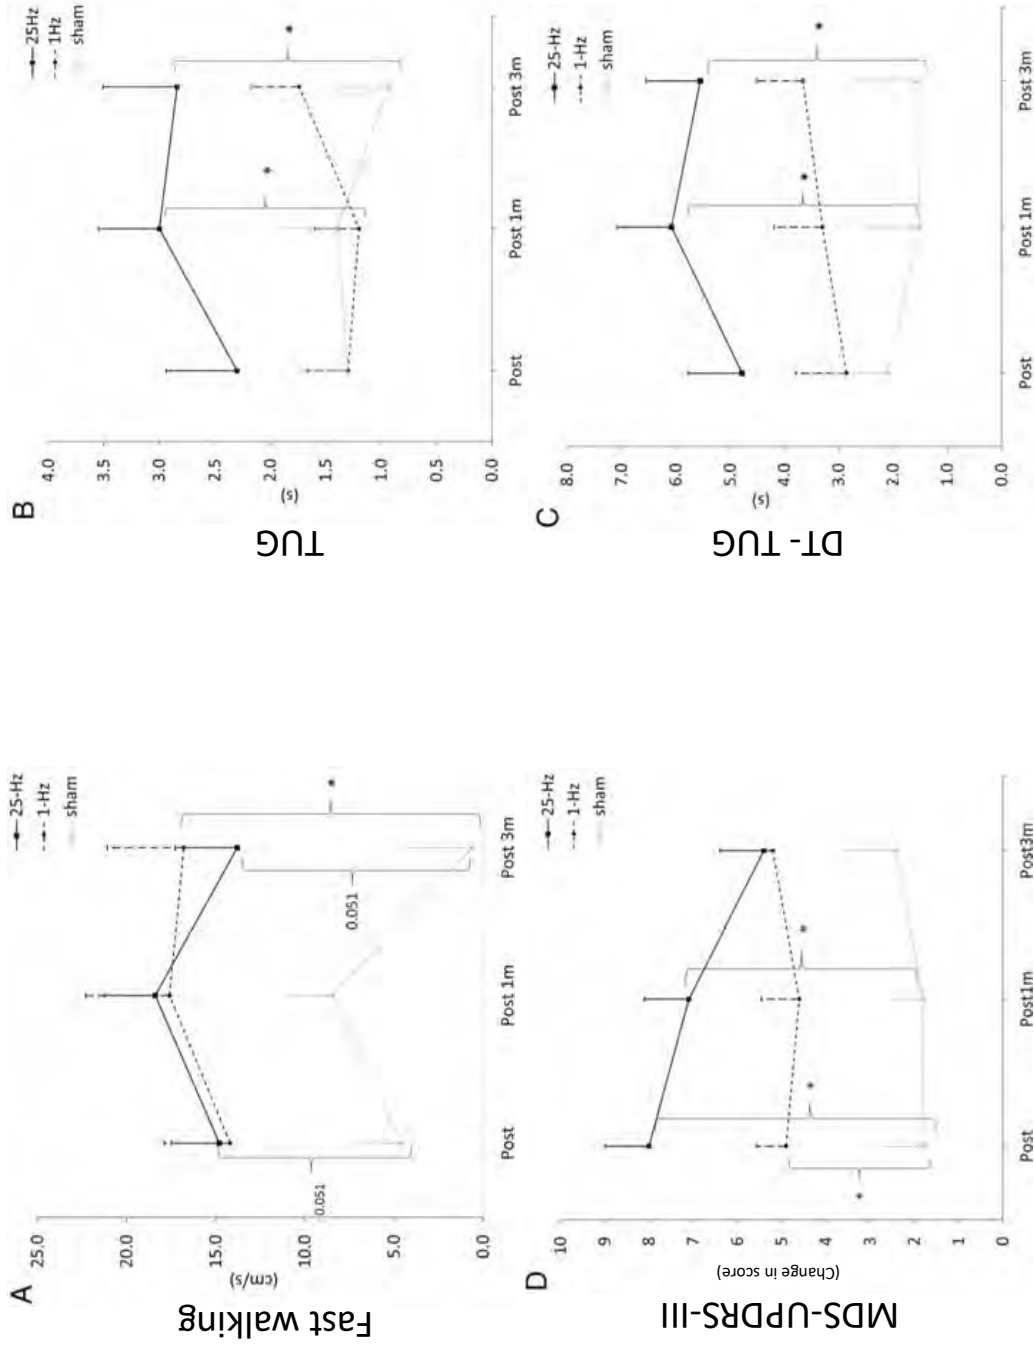 A
Fast walking
(cm/s)
25.0
20.0
15.0
10.0
5.0
0.0
25-Hz
1-Hz
sham
0.051
0.051
*
Post
Post 1m
Post 3m
B
TUG
(s)
4.0
3.5
3.0
2.5
2.0
1.5
1.0
0.5
0.0
25Hz
1Hz
sham
*
*
Post
Post 1m
Post 3m
D
MDS-UPDRS-III
(Change in score)
10
9
8
7
6
5
4
3
2
1
0
25-Hz
1-Hz
sham
*
*
*
Post
Post1m
Post3m
C
DT- TUG
(s)
8.0
7.0
6.0
5.0
4.0
3.0
2.0
1.0
0.0
25-Hz
1-Hz
sham
*
*
Post
Post 1m
Post 3m